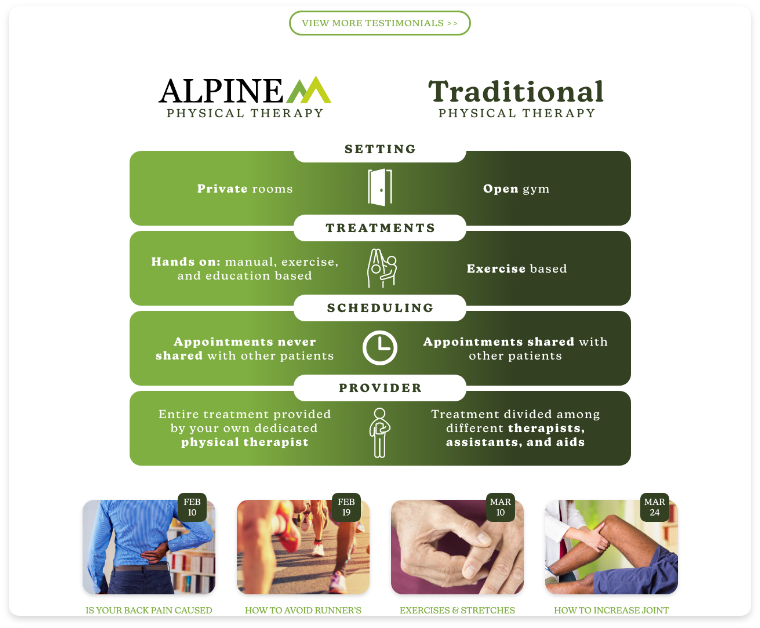 VIEW MORE TESTIMONIALS >>
ALPINE
PHYSICAL THERAPY
Traditional
PHYSICAL THERAPY
SETTING
Private rooms
Open gym
TREATMENTS
Hands on: manual, exercise,
and education based
Exercise based
SCHEDULING
Appointments never
shared with other patients
Appointments shared with
other patients
PROVIDER
Entire treatment provided
by your own dedicated
physical therapist
Treatment divided among
different therapists,
assistants, and aids
FEB
10
FEB
19
MAR
10
MAR
24
IS YOUR BACK PAIN CAUSED
HOW TO AVOID RUNNER'S
EXERCISES & STRETCHES
HOW TO INCREASE JOINT